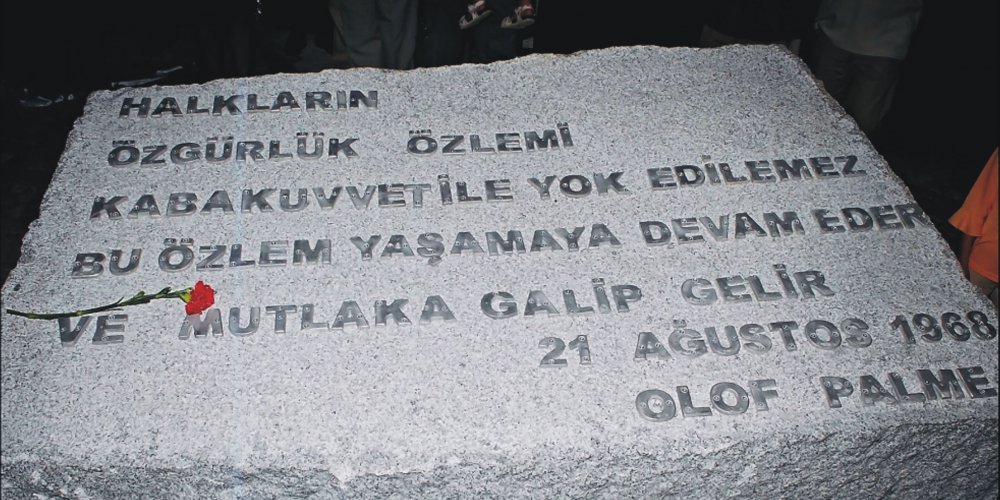 HALKLARIN
ÖZGÜRLÜK ÖZLEMİ
KABAKUVVETİLE YOK EDİLEMEZ
BU ÖZLEM YAŞAMAYA DEVAM EDER
VE MUTLAKA GALİP GELİR
21 AĞUSTOS 1968
OLOF PALME